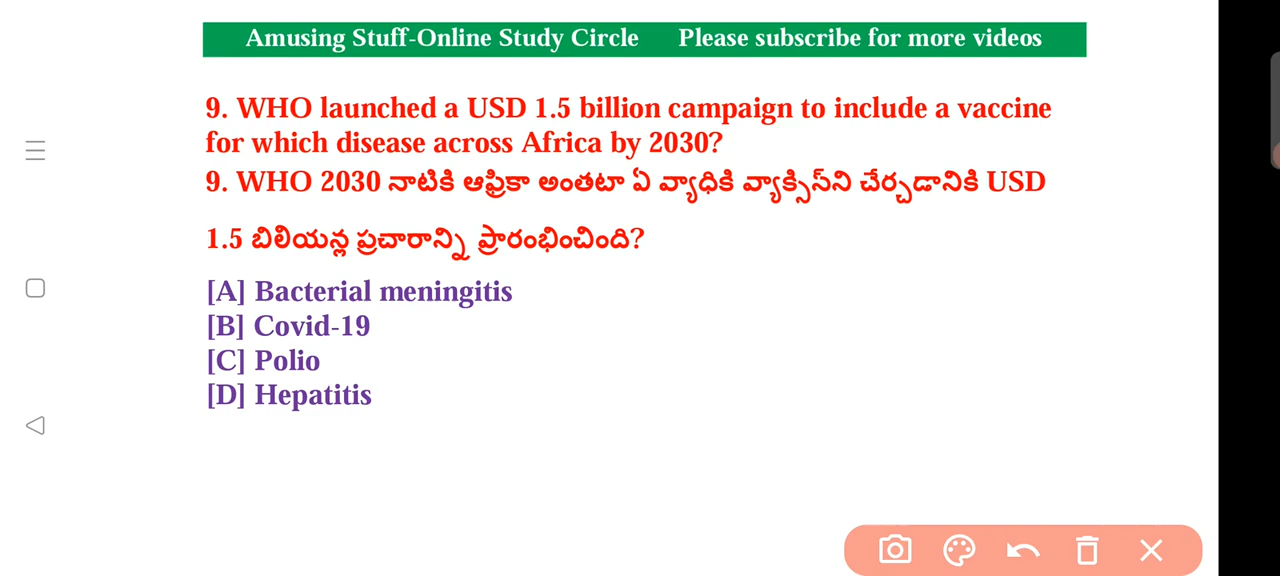 Amusing Stuff-Online Study Circle Please subscribe for more videos
9. WHO launched a USD 1.5 billion campaign to include a vaccine
for which disease across Africa by 2030?
9. WHO 2030 నాటికి ఆఫ్రికా అంతటా ఏ వ్యాధికి వ్యాక్సిన్‌ని చేర్చడానికి USD
1.5 బిలియన్ల ప్రచారాన్ని ప్రారంభించింది?
[A] Bacterial meningitis
[B] Covid-19
[C] Polio
[D] Hepatitis